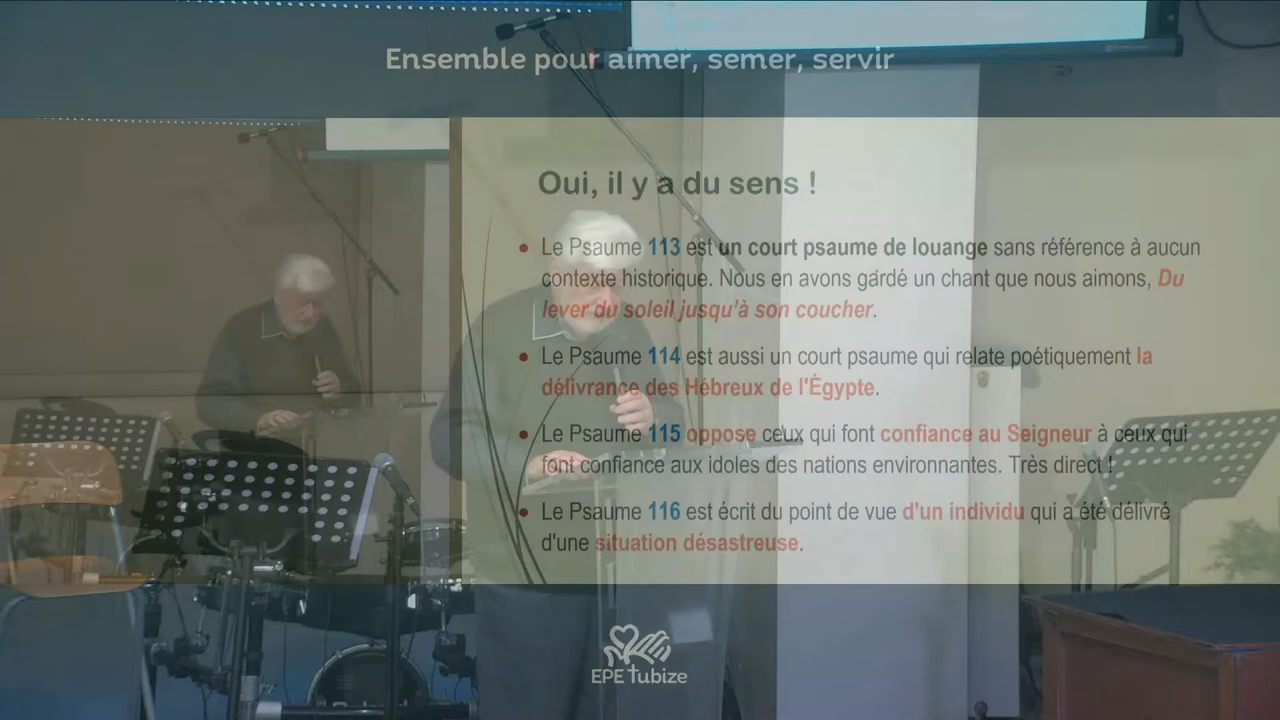 Ensemble pour aimer, semer, servir
Oui, il y a du sens !
Le Psaume 113 est un court psaume de louange sans référence à aucun
contexte historique. Nous en avons gardé un chant que nous aimons, Du
lever du soleil jusqu'à son coucher.
Le Psaume 114 est aussi un court psaume qui relate poétiquement la
délivrance des Hébreux de l'Égypte.
Le Psaume 115 oppose ceux qui font confiance au Seigneur à ceux qui
font confiance aux idoles des nations environnantes. Très direct !
Le Psaume 116 est écrit du point de vue d'un individu qui a été délivré
d'une situation désastreuse.
EPE Tubize